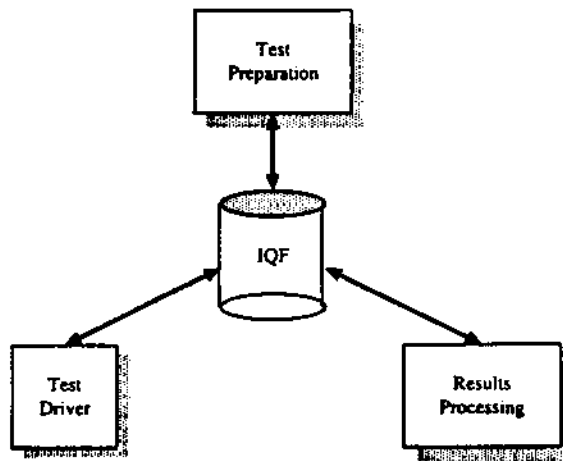 Test
Preparation
IQF
Test
Driver
Results
Processing